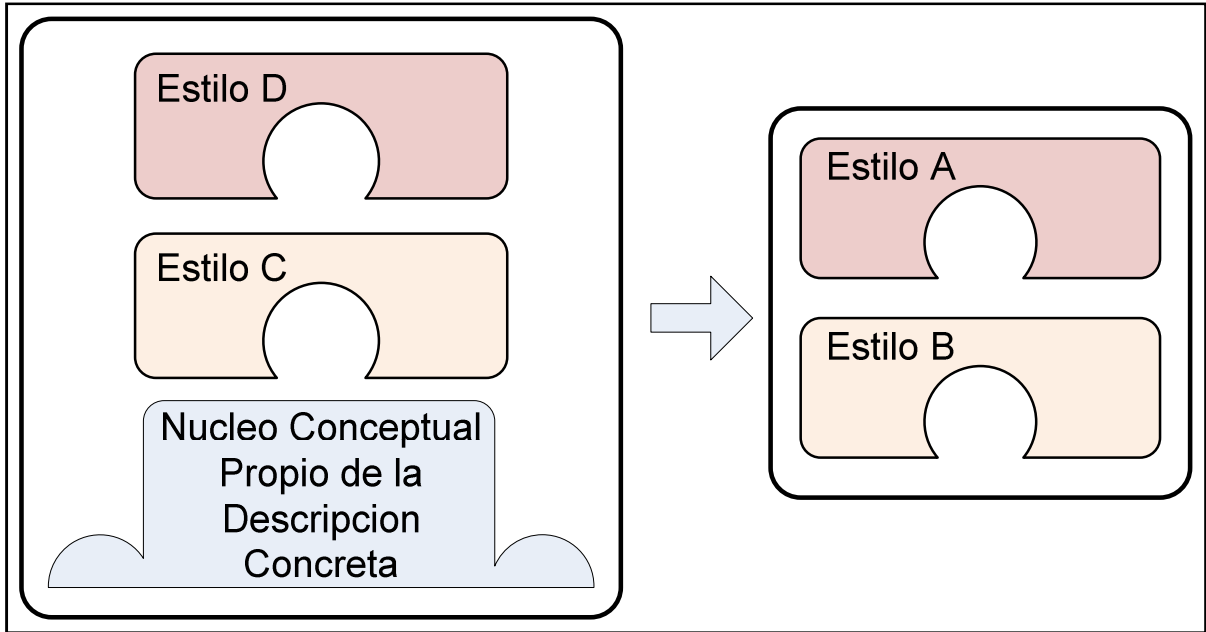 Estilo D
Estilo C
Nucleo Conceptual
Propio de la
Descripcion
Concreta
Estilo A
Estilo B